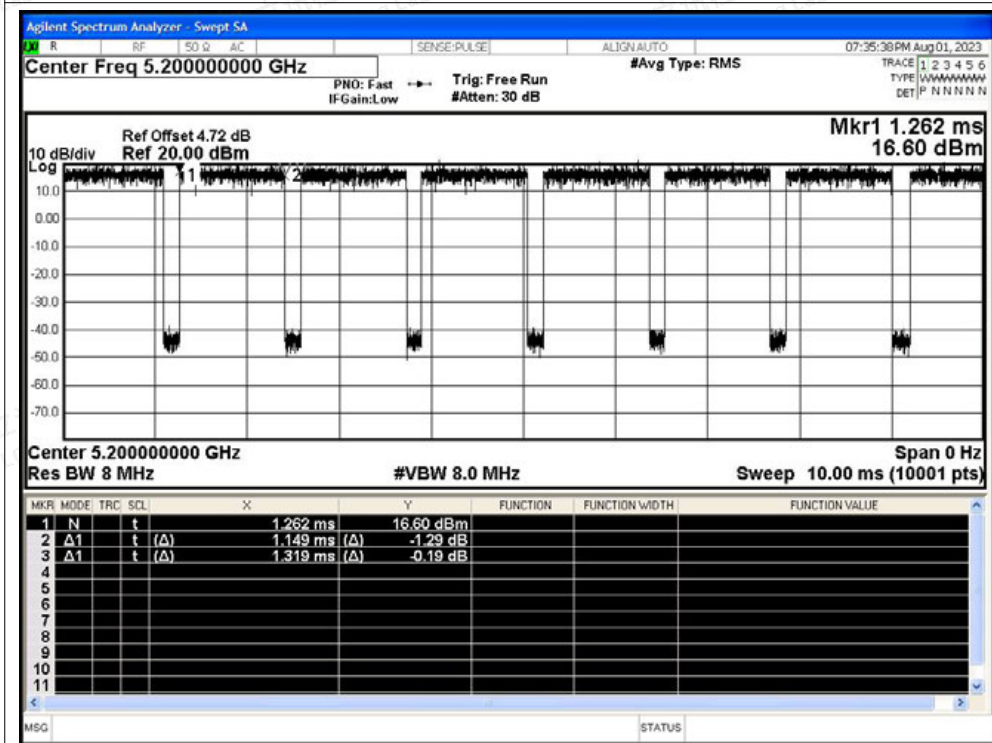 Agilent Spectrum Analyzer - Swept SA
LXI R RF 50 Ω AC SENSE:PULSE ALIGN AUTO 07:35:38 PM Aug 01, 2023
Center Freq 5.200000000 GHz #Avg Type: RMS TRACE 1 2 3 4 5 6
PNO: Fast Trig: Free Run TYPE WWWWWW
IFGain:Low #Atten: 30 dB DET P N N N N N
Mkr1 1.262 ms
Ref Offset 4.72 dB
10 dB/div Ref 20.00 dBm 16.60 dBm
Log
1 2
10.0
0.00
-10.0
-20.0
-30.0
-40.0
-50.0
-60.0
-70.0
Center 5.200000000 GHz Span 0 Hz
Res BW 8 MHz #VBW 8.0 MHz Sweep 10.00 ms (10001 pts)
MKR MODE TRC SCL X Y FUNCTION FUNCTION WIDTH FUNCTION VALUE
1 N t 1.262 ms 16.60 dBm
2 Δ1 t (Δ) 1.149 ms (Δ) -1.29 dB
3 Δ1 t (Δ) 1.319 ms (Δ) -0.19 dB
4
5
6
7
8
9
10
11
MSG STATUS